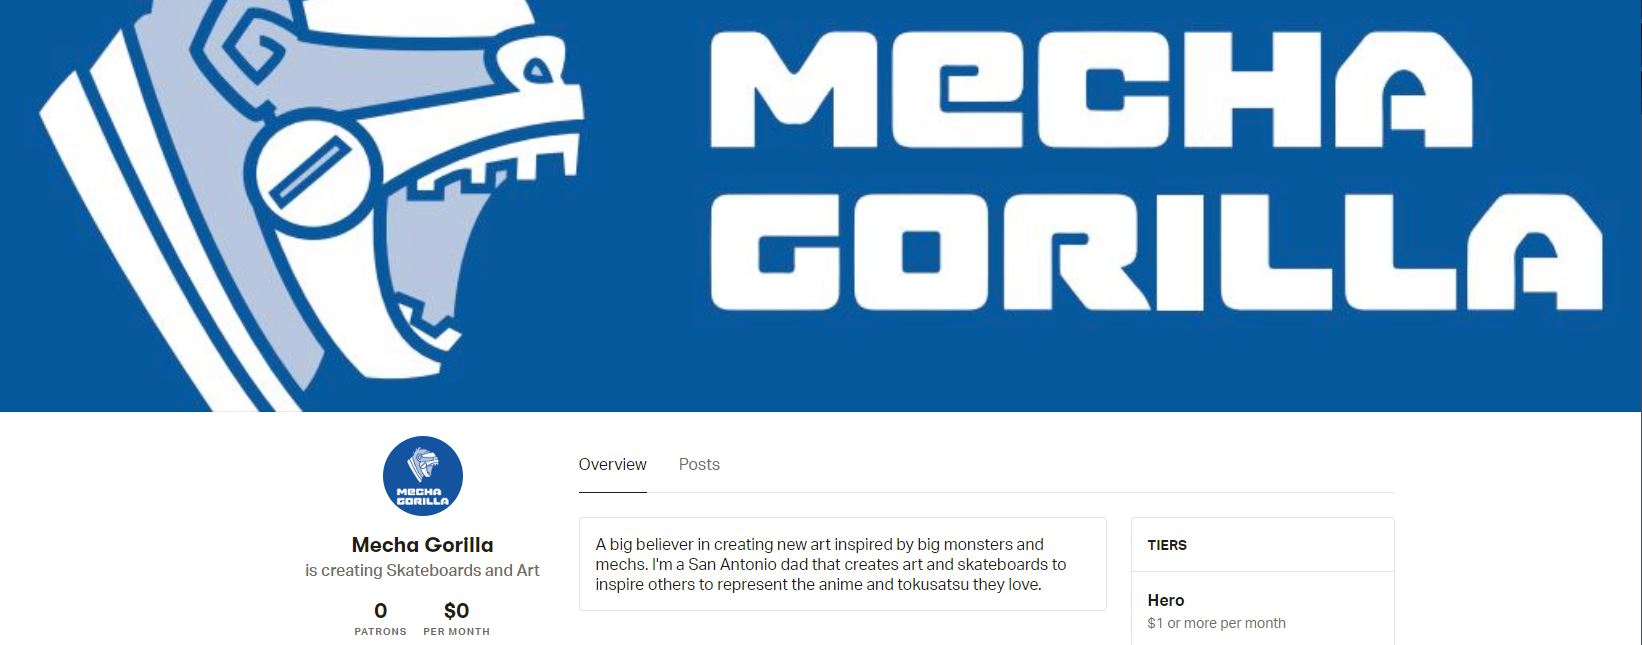 MECHA
GORILLA
MECHA
GORILLA
Mecha Gorilla
is creating Skateboards and Art
0
PATRONS
$0
PER MONTH
Overview
Posts
A big believer in creating new art inspired by big monsters and
mechs. I'm a San Antonio dad that creates art and skateboards to
inspire others to represent the anime and tokusatsu they love.
TIERS
Hero
$1 or more per month